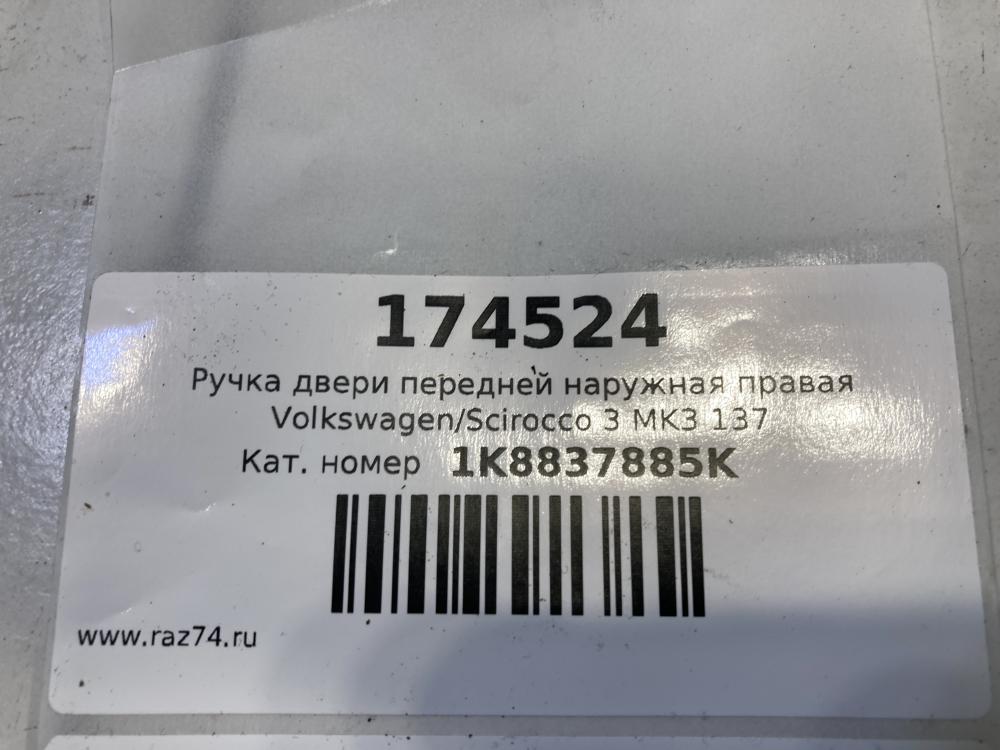 174524
Ручка двери передней наружная правая
Volkswagen/Scirocco 3 MK3 137
Кат. номер 1K8837885K
www.raz74.ru